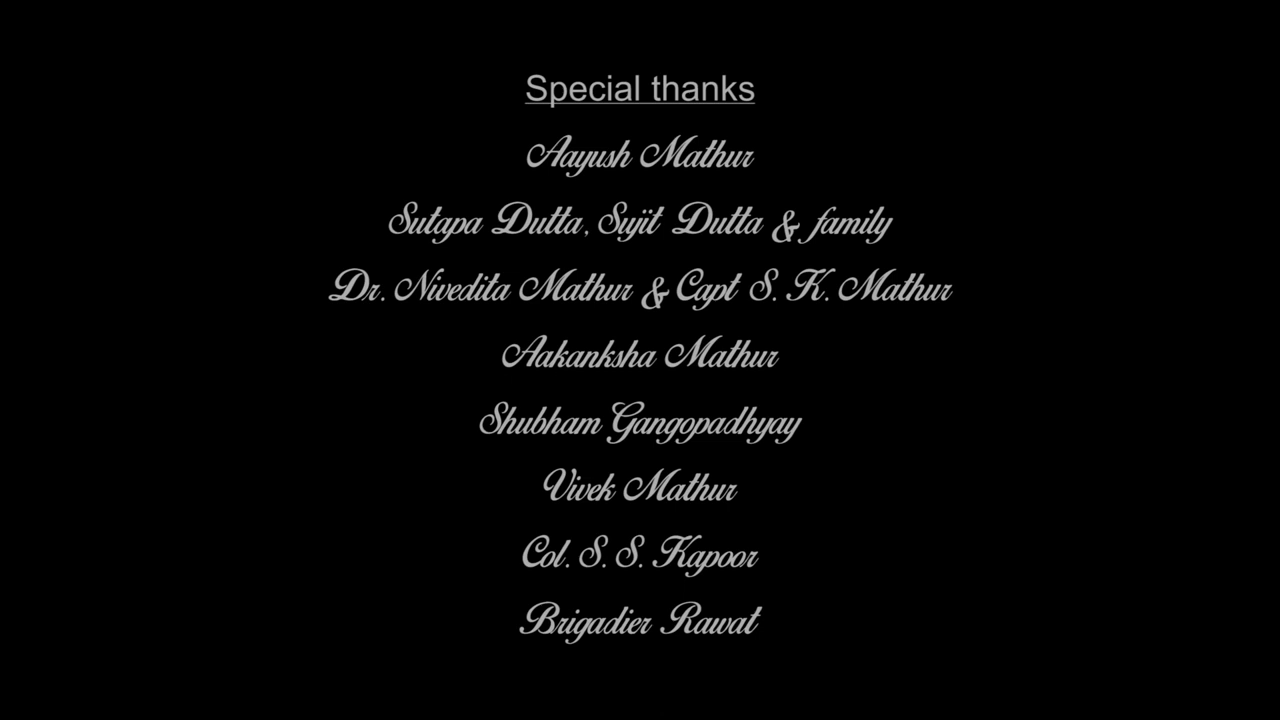 Special thanks
Aayush Mathur
Sutapa Dutta, Sujit Dutta & family
Dr. Nivedita Mathur & Capt S. K. Mathur
Aakanksha Mathur
Shubham Gangopadhyay
Vivek Mathur
Col. S. S. Kapoor
Brigadier Rawat